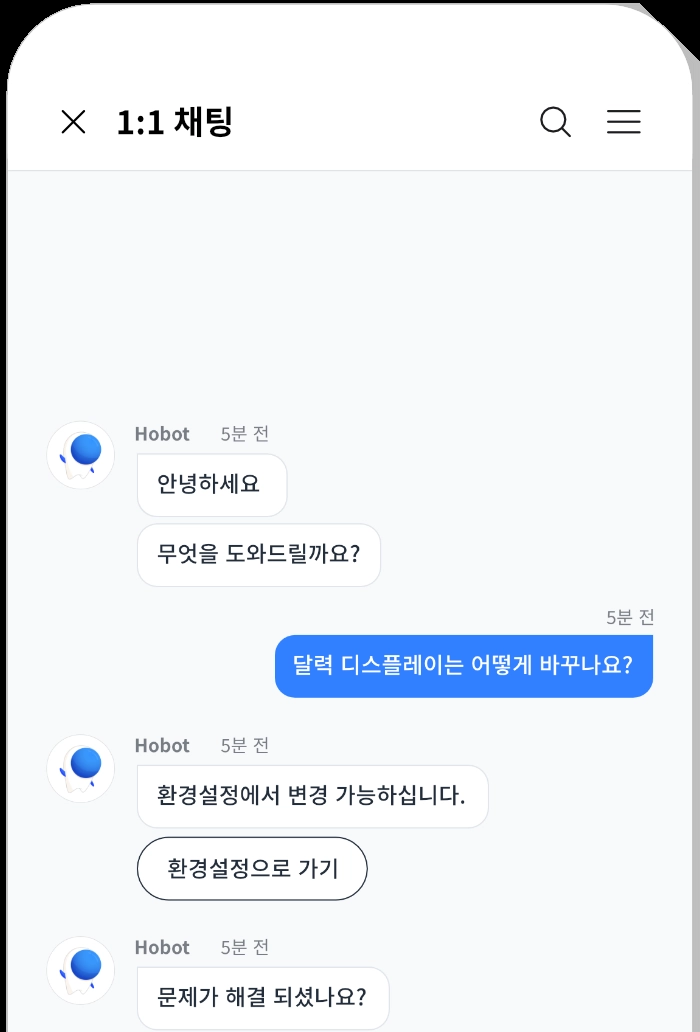 1:1 채팅
Hobot 5분 전
안녕하세요
무엇을 도와드릴까요?
5분 전
달력 디스플레이는 어떻게 바꾸나요?
Hobot 5분 전
환경설정에서 변경 가능하십니다.
환경설정으로 가기
Hobot 5분 전
문제가 해결 되셨나요?